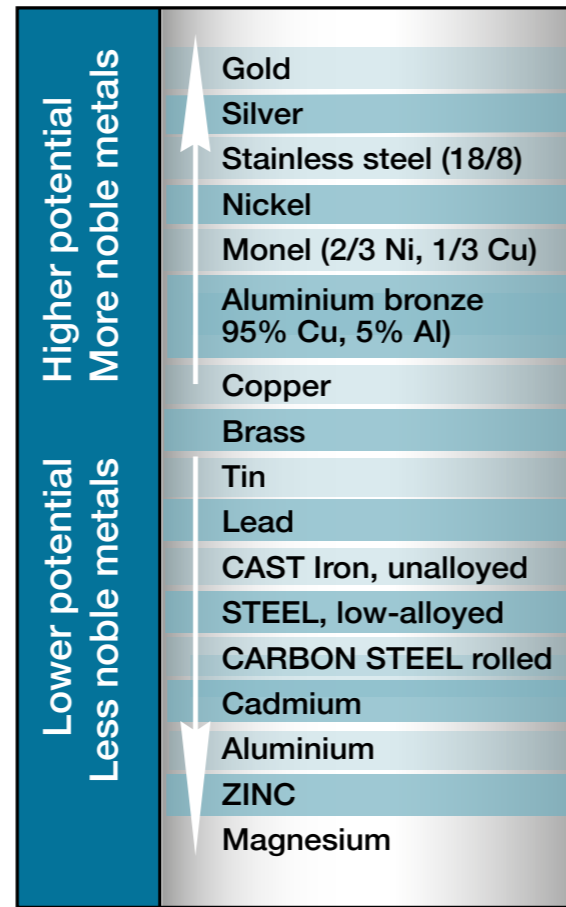 Higher potential
More noble metals
Lower potential
Less noble metals
Gold
Silver
Stainless steel (18/8)
Nickel
Monel (2/3 Ni, 1/3 Cu)
Aluminium bronze
95% Cu, 5% Al)
Copper
Brass
Tin
Lead
CAST Iron, unalloyed
STEEL, low-alloyed
CARBON STEEL rolled
Cadmium
Aluminium
ZINC
Magnesium